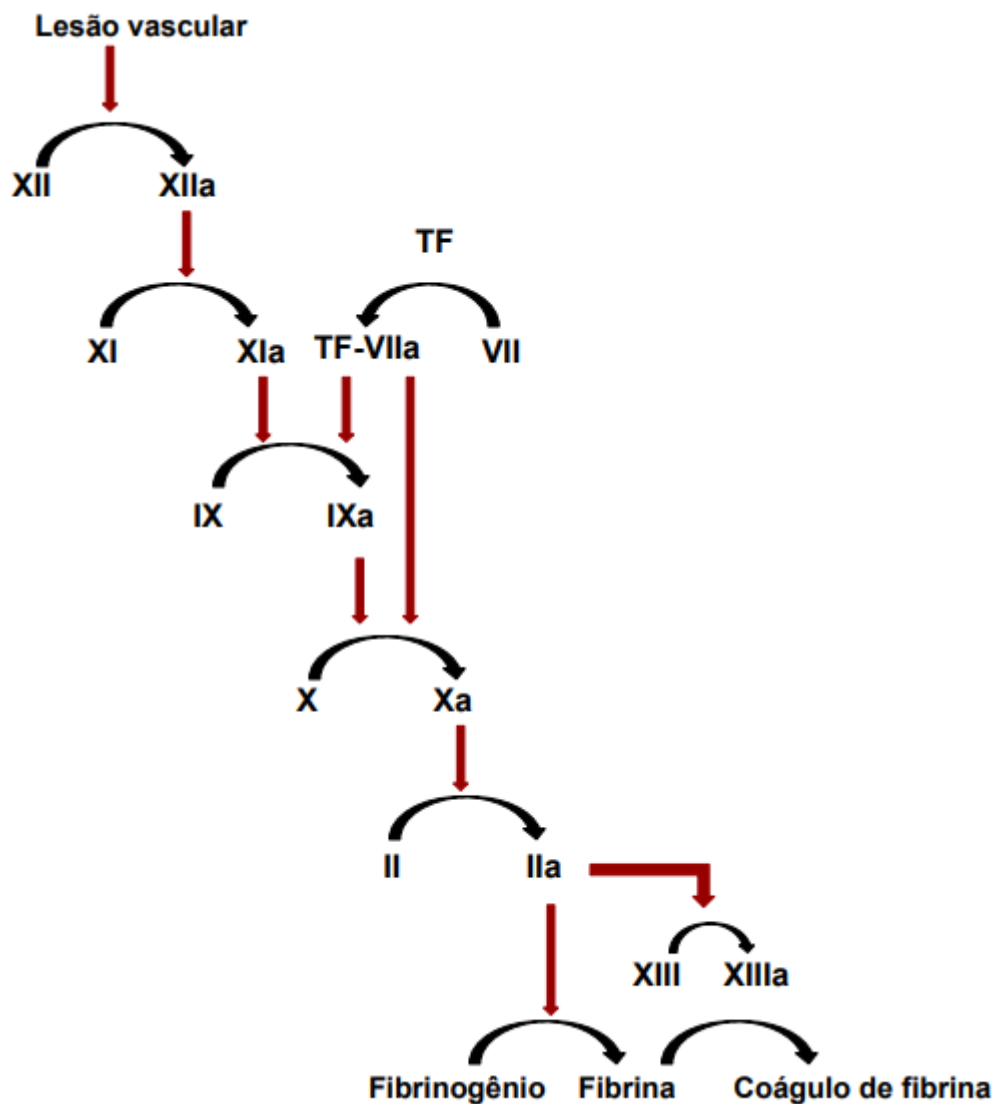 Lesão vascular
XII XIIa
TF
XI XIa TF-VIIa VII
IX IXa
X Xa
II IIa
XIII XIIIa
Fibrinogênio Fibrina Coágulo de fibrina